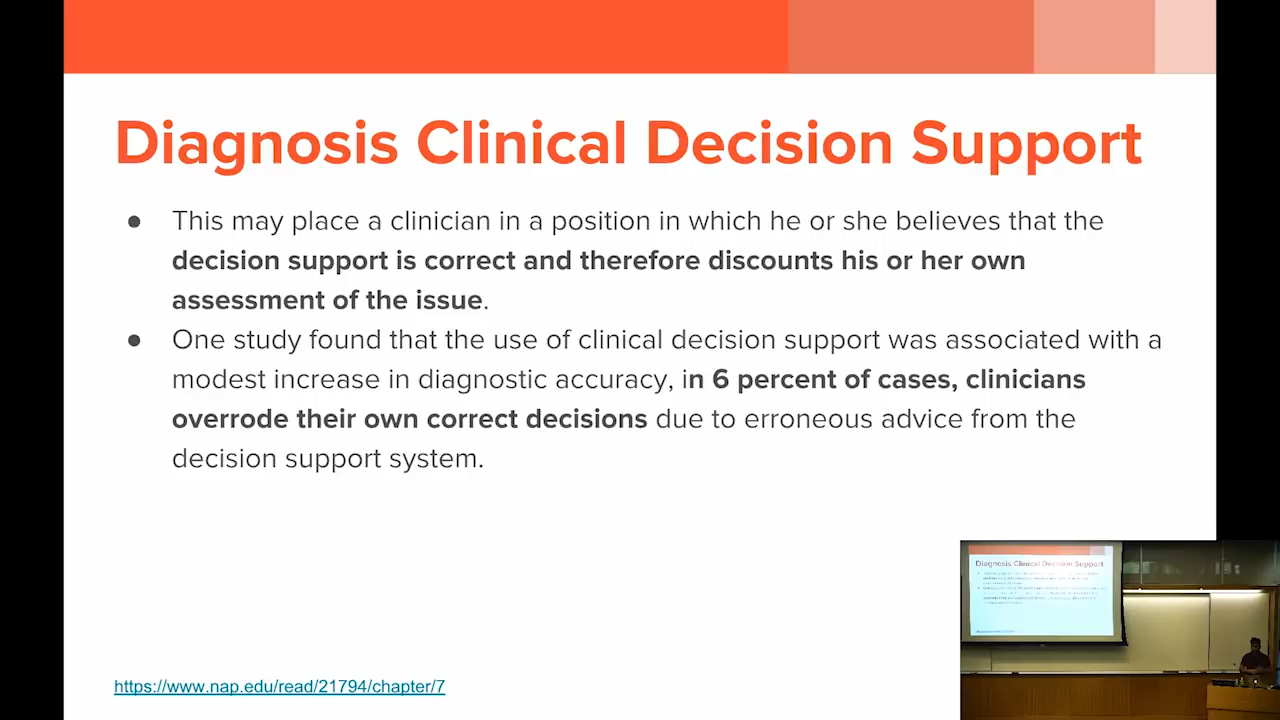 Diagnosis Clinical Decision Support
● This may place a clinician in a position in which he or she believes that the
decision support is correct and therefore discounts his or her own
assessment of the issue.
● One study found that the use of clinical decision support was associated with a
modest increase in diagnostic accuracy, in 6 percent of cases, clinicians
overrode their own correct decisions due to erroneous advice from the
decision support system.
https://www.nap.edu/read/21794/chapter/7
Diagnosis Clinical Decision Support